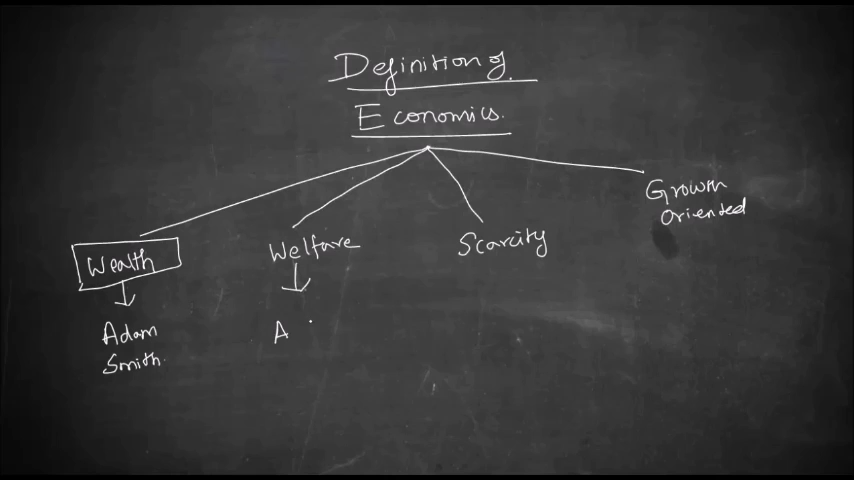 Definition of
Economics.
Growth
Oriented
Welfare
Scarcity
Wealth
Adam
Smith
A